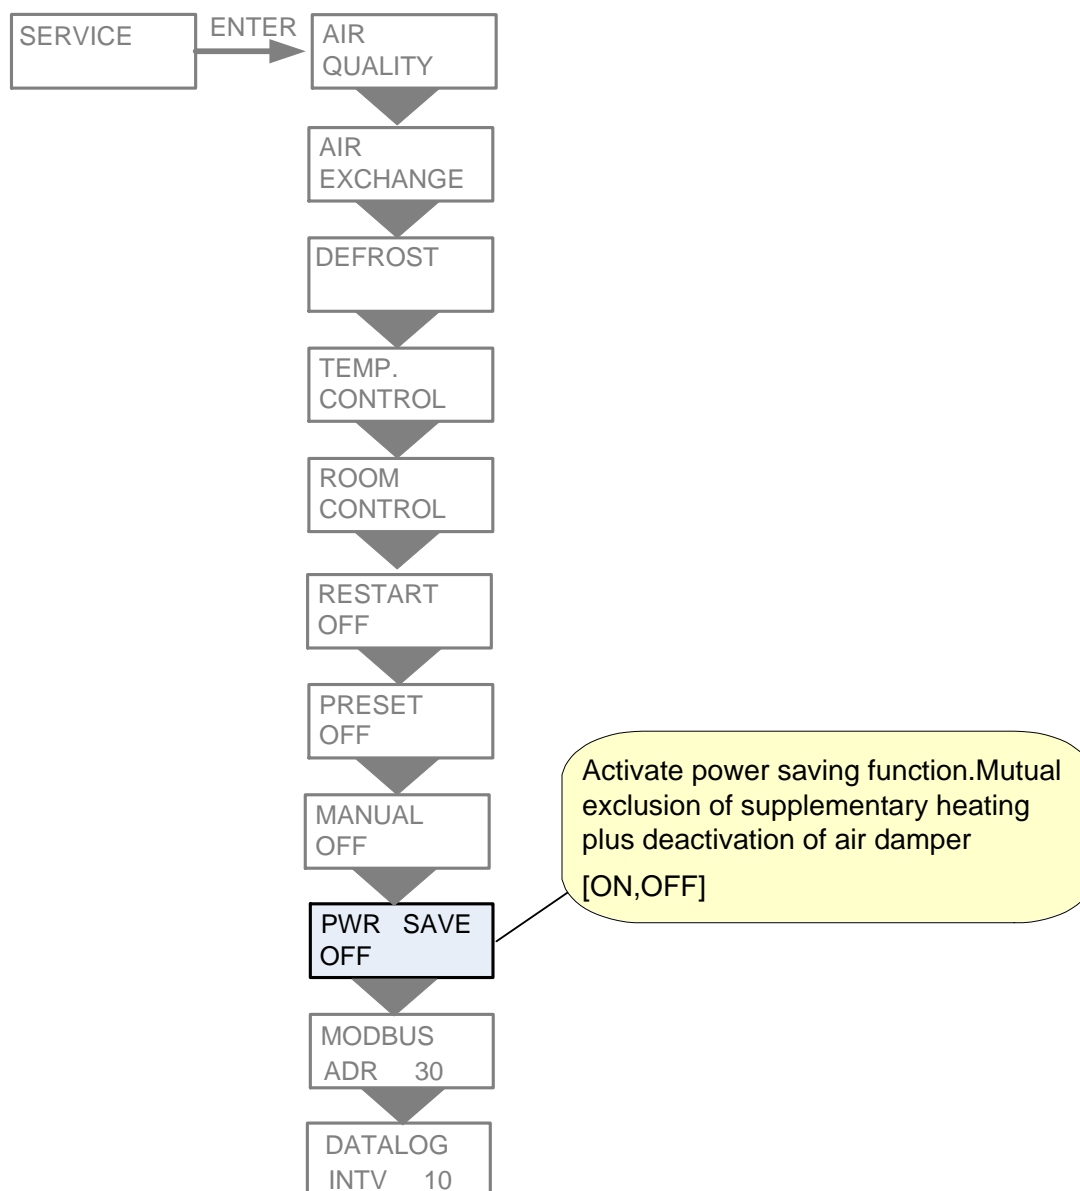 SERVICE
ENTER
AIR
QUALITY
AIR
EXCHANGE
DEFROST
TEMP.
CONTROL
ROOM
CONTROL
RESTART
OFF
PRESET
OFF
MANUAL
OFF
PWR SAVE
OFF
Activate power saving function.Mutual
exclusion of supplementary heating
plus deactivation of air damper
[ON,OFF]
MODBUS
ADR 30
DATALOG
INTV 10